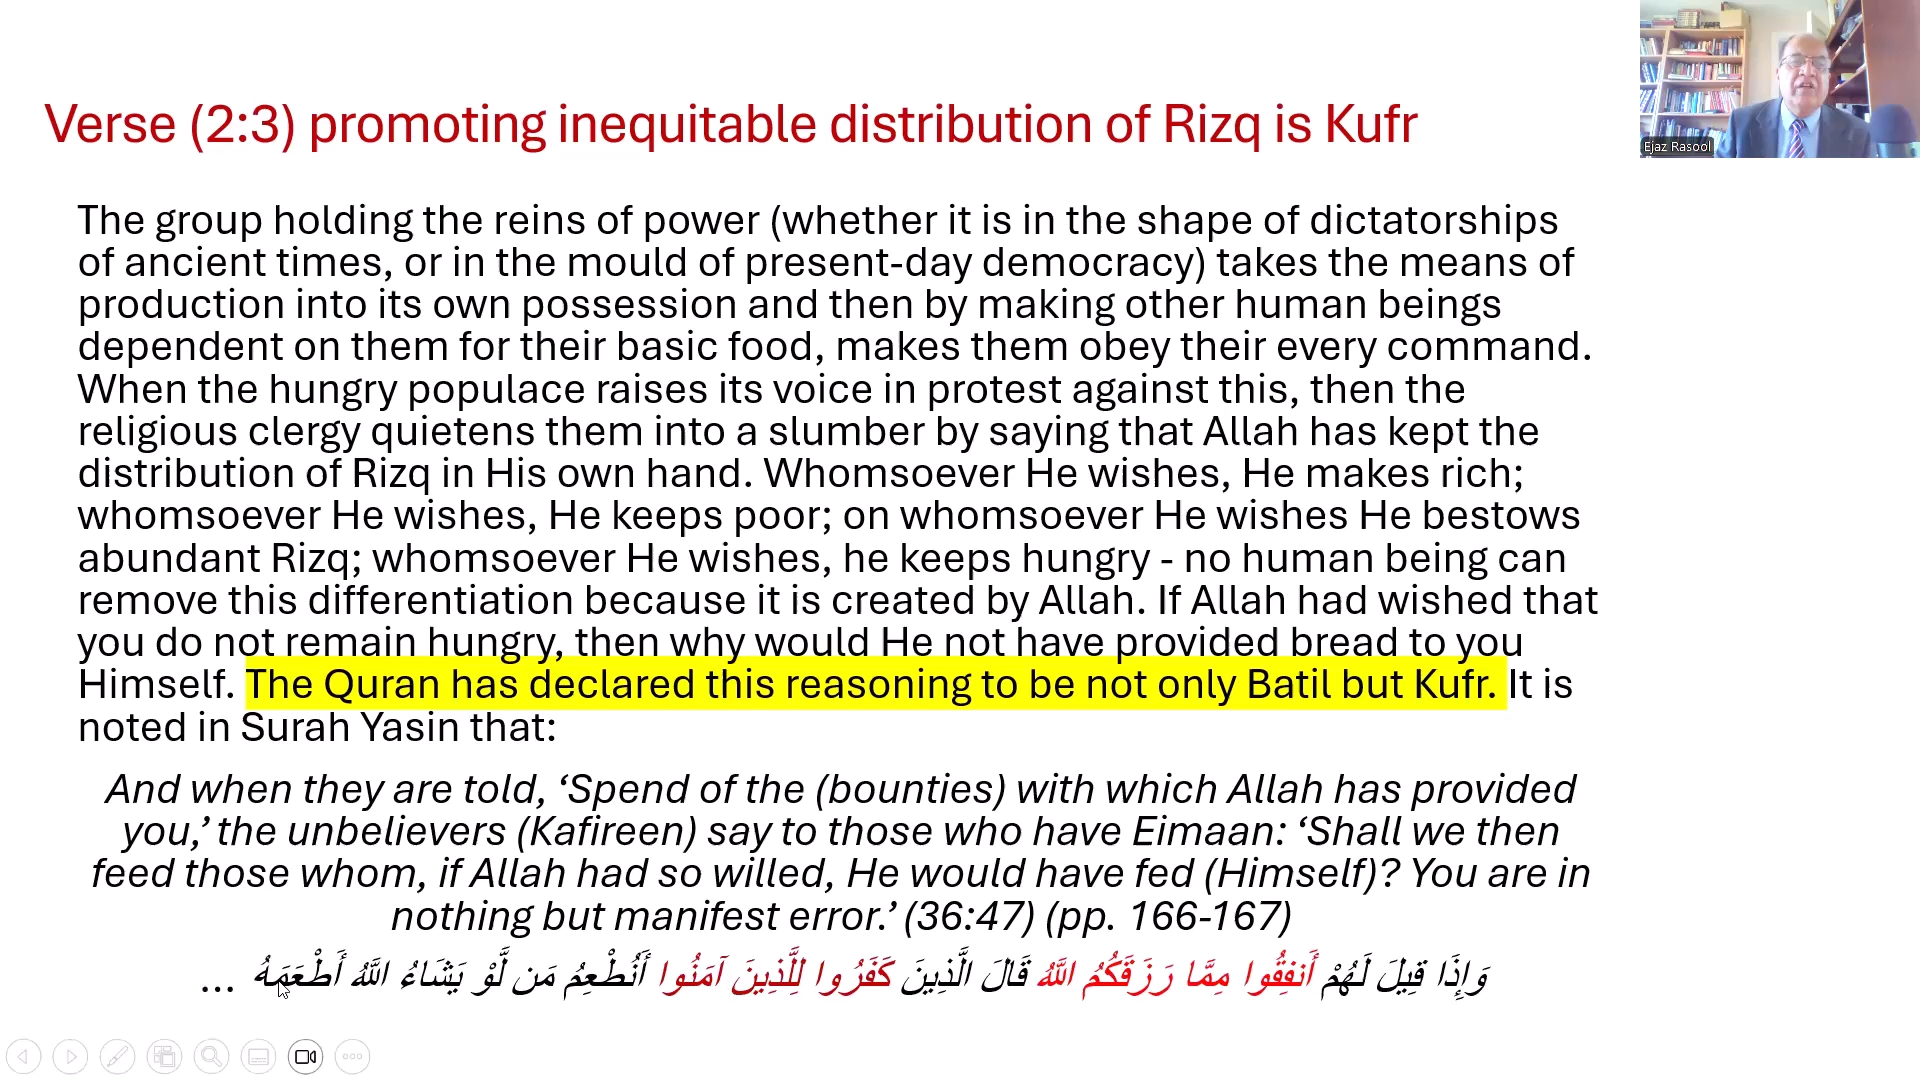 Verse (2:3) promoting inequitable distribution of Rizq is Kufr
Ejaz Rasool
The group holding the reins of power (whether it is in the shape of dictatorships
of ancient times, or in the mould of present-day democracy) takes the means of
production into its own possession and then by making other human beings
dependent on them for their basic food, makes them obey their every command.
When the hungry populace raises its voice in protest against this, then the
religious clergy quietens them into a slumber by saying that Allah has kept the
distribution of Rizq in His own hand. Whomsoever He wishes, He makes rich;
whomsoever He wishes, He keeps poor; on whomsoever He wishes He bestows
abundant Rizq; whomsoever He wishes, he keeps hungry - no human being can
remove this differentiation because it is created by Allah. If Allah had wished that
you do not remain hungry, then why would He not have provided bread to you
Himself. The Quran has declared this reasoning to be not only Batil but Kufr. It is
noted in Surah Yasin that:
And when they are told, ‘Spend of the (bounties) with which Allah has provided
you,’ the unbelievers (Kafireen) say to those who have Eimaan: ‘Shall we then
feed those whom, if Allah had so willed, He would have fed (Himself)? You are in
nothing but manifest error.’ (36:47) (pp. 166-167)
وَإِذَا قِيلَ لَهُمْ أَنفِقُوا مِمَّا رَزَقَكُمُ اللَّهُ قَالَ الَّذِينَ كَفَرُوا لِلَّذِينَ آمَنُوا أَنُطْعِمُ مَن لَّوْ يَشَاءُ اللَّهُ أَطْعَمَهُ ...